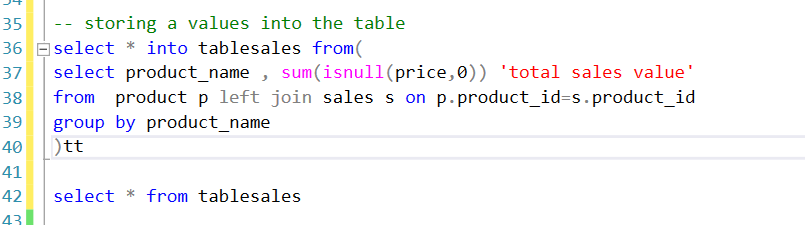 34
35 -- storing a values into the table
36 select * into tablesales from(
37 select product_name , sum(isnull(price,0)) 'total sales value'
38 from  product p left join sales s on p.product_id=s.product_id
39 group by product_name
40 )tt
41
42 select * from tablesales
43